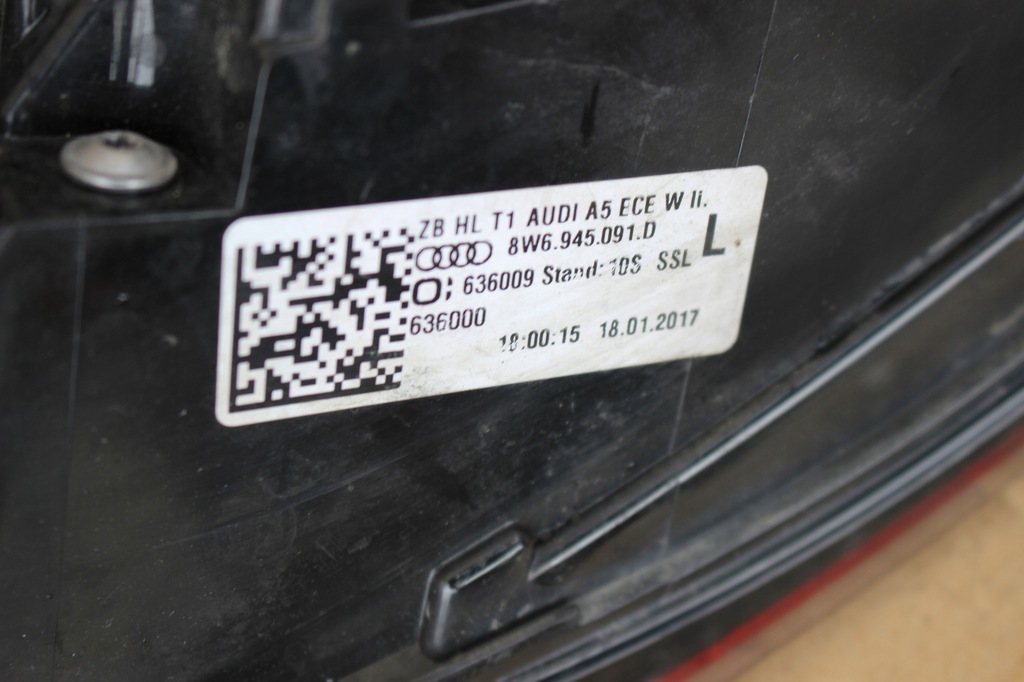 ZB HL T1 AUDI A5 ECE W li.
8W6.945.091.D L
636009 Stand: 10S SSL
636000
18:00:15 18.01.2017